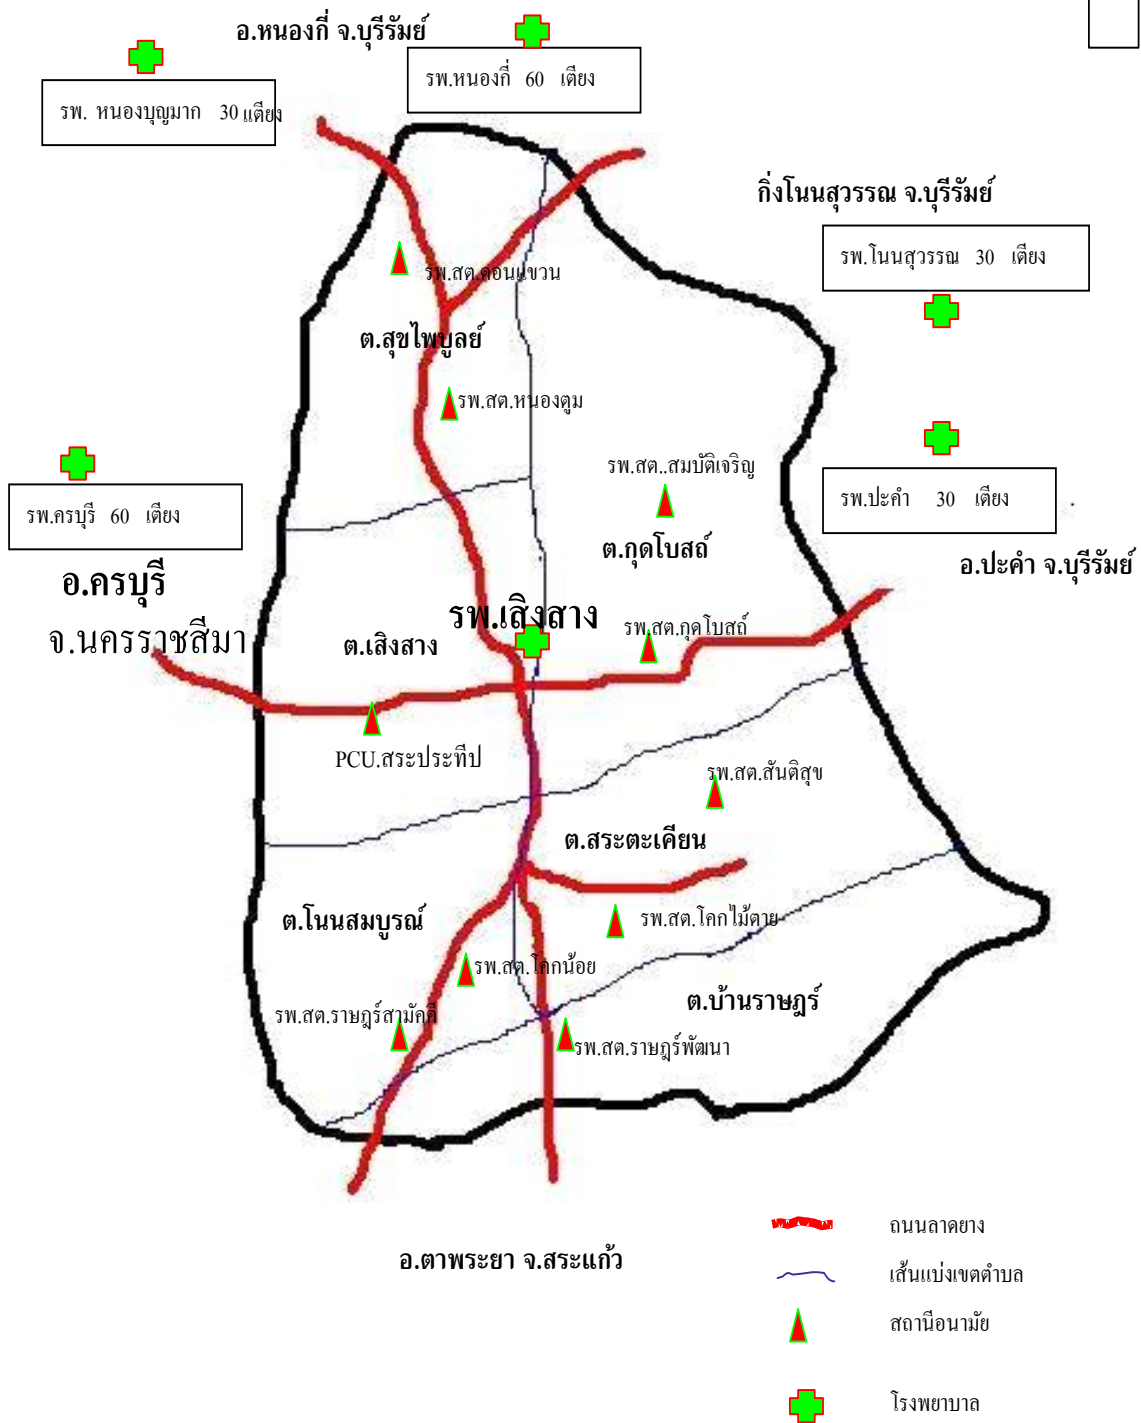 อ.หนองกี่ จ.บุรีรัมย์
รพ.หนองกี่ 60 เตียง
รพ. หนองบุญมาก 30 เตียง
กิ่งโนนสุวรรณ จ.บุรีรัมย์
รพ.โนนสุวรรณ 30 เตียง
รพ.สต.ดอนแขวน
ต.สุขไพบูลย์
รพ.สต.หนองตูม
รพ.สต..สมบัติเจริญ
รพ.ครบุรี 60 เตียง
รพ.ปะคำ 30 เตียง
ต.กุดโบสถ์
อ.ปะคำ จ.บุรีรัมย์
อ.ครบุรี
จ.นครราชสีมา
รพ.เสิงสาง
รพ.สต.กุดโบสถ์
ต.เสิงสาง
PCU.สระประทีป
รพ.สต.สันติสุข
ต.สระตะเคียน
ต.โนนสมบูรณ์
รพ.สต.โคกไม้ตาย
รพ.สต.โคกน้อย
ต.บ้านราษฎร์
รพ.สต.ราษฎร์สามัคคี
รพ.สต.ราษฎร์พัฒนา
อ.ตาพระยา จ.สระแก้ว
ถนนลาดยาง
เส้นแบ่งเขตตำบล
สถานีอนามัย
โรงพยาบาล